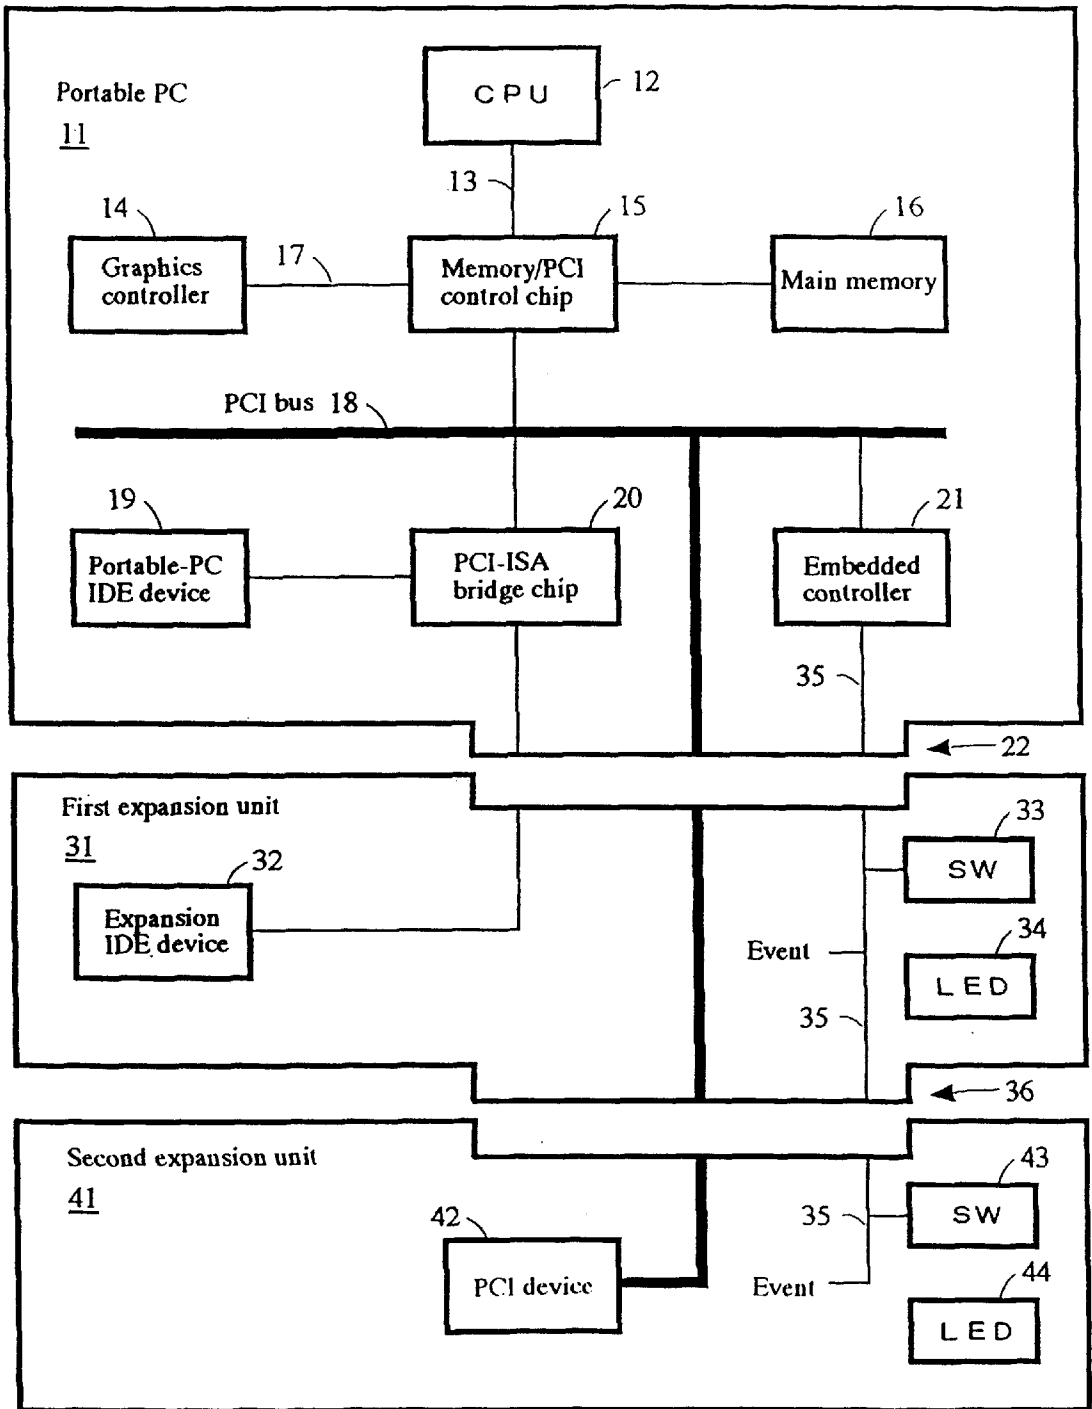 CPU
12
Portable PC
11
13
14
15
16
Graphics
controller
17
Memory/PCI
control chip
Main memory
PCI bus 18
19
20
21
Portable-PC
IDE device
PCI-ISA
bridge chip
Embedded
controller
35
22
First expansion unit
31
33
SW
32
Expansion
IDE device
Event
34
LED
35
36
Second expansion unit
41
43
SW
42
35
PCI device
Event
44
LED